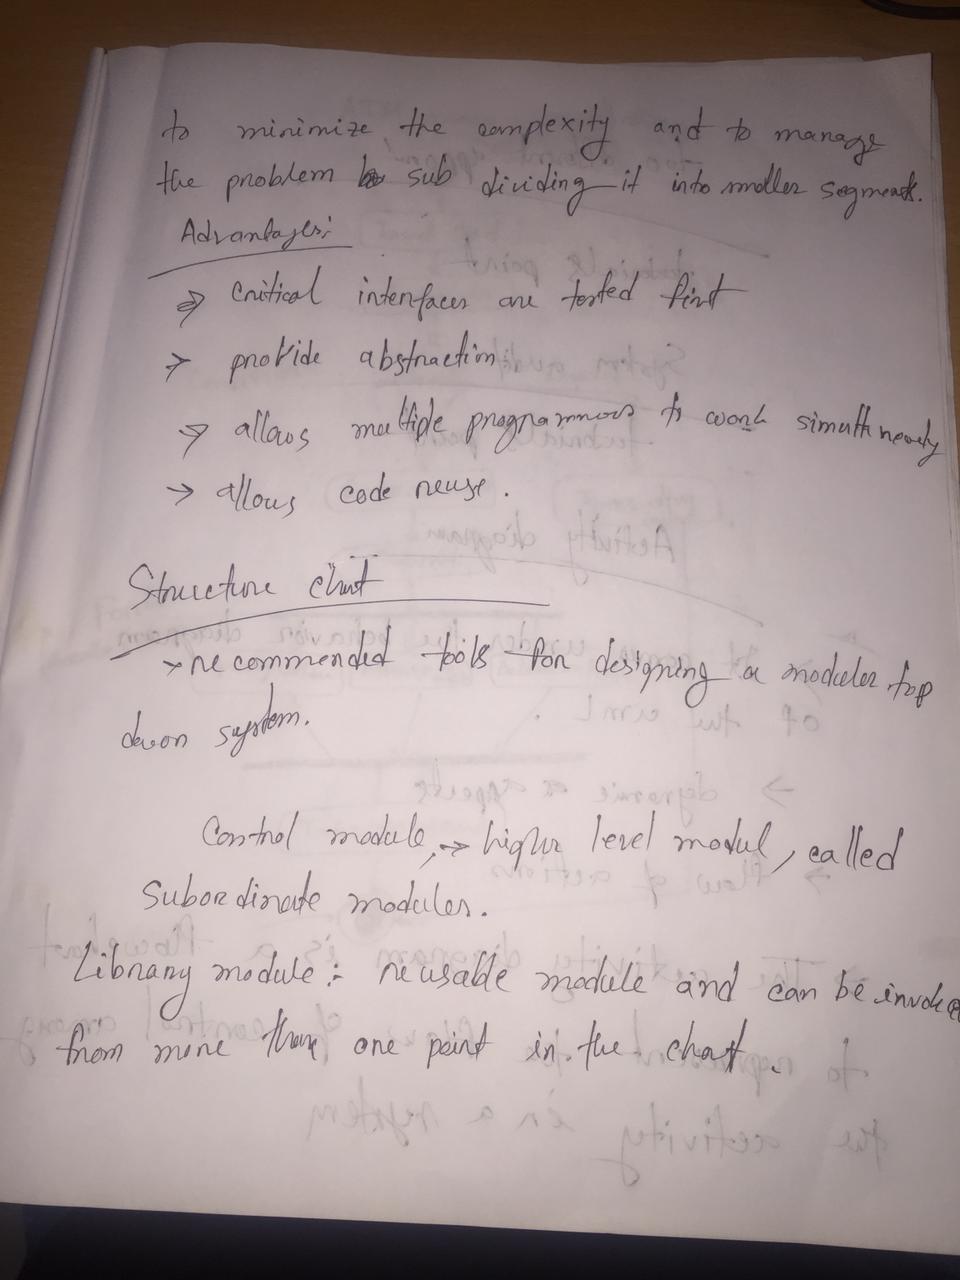 to minimize the complexity and to manage
the problem by sub dividing it into smaller segments.
Advantages:
→ critical interfaces are tested first
→ provide abstraction
→ allows multiple programmers to work simultaneously
→ allows code reuse.
Structure chart
→ recommended tools for designing a modular top
down system.
Control module → higher level modul, called
Subordinate modules.
Library module :- reusable module and can be invoke
from more than one point in the chart.